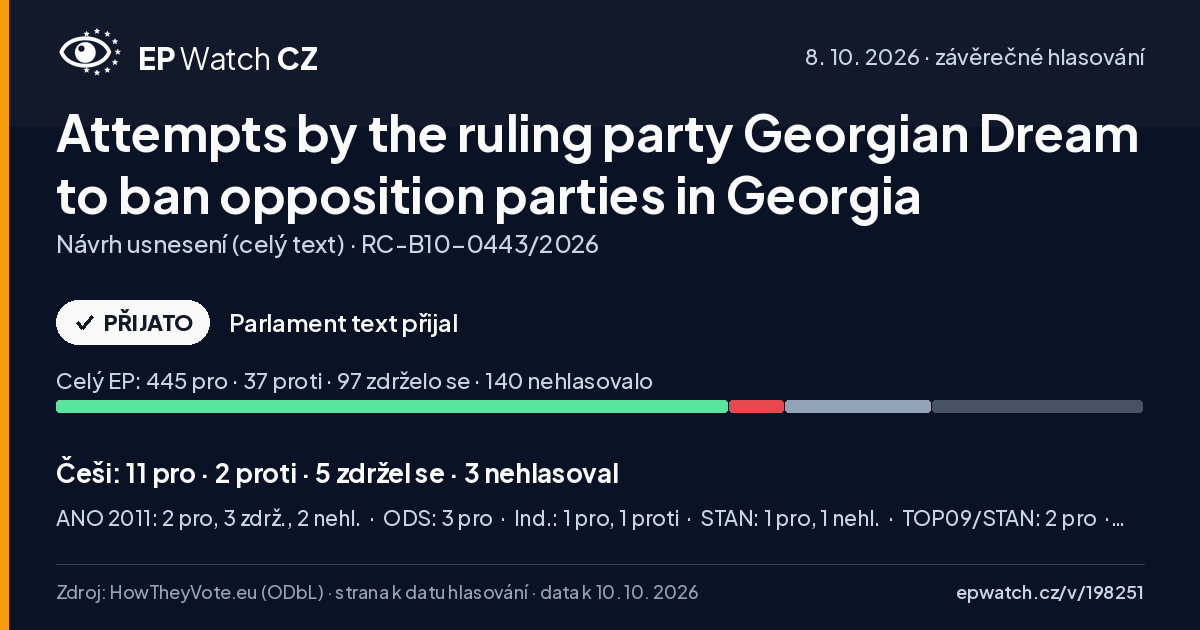 EP Watch CZ
8. 10. 2026 · závěrečné hlasování
Attempts by the ruling party Georgian Dream
to ban opposition parties in Georgia
Návrh usnesení (celý text) · RC-B10-0443/2026
✓ PŘIJATO
Parlament text přijal
Celý EP: 445 pro · 37 proti · 97 zdrželo se · 140 nehlasovalo
Češi: 11 pro · 2 proti · 5 zdržel se · 3 nehlasoval
ANO 2011: 2 pro, 3 zdrž., 2 nehl. · ODS: 3 pro · Ind.: 1 pro, 1 proti · STAN: 1 pro, 1 nehl. · TOP09/STAN: 2 pro ·…
Zdroj: HowTheyVote.eu (ODbL) · strana k datu hlasování · data k 10. 10. 2026
epwatch.cz/v/198251